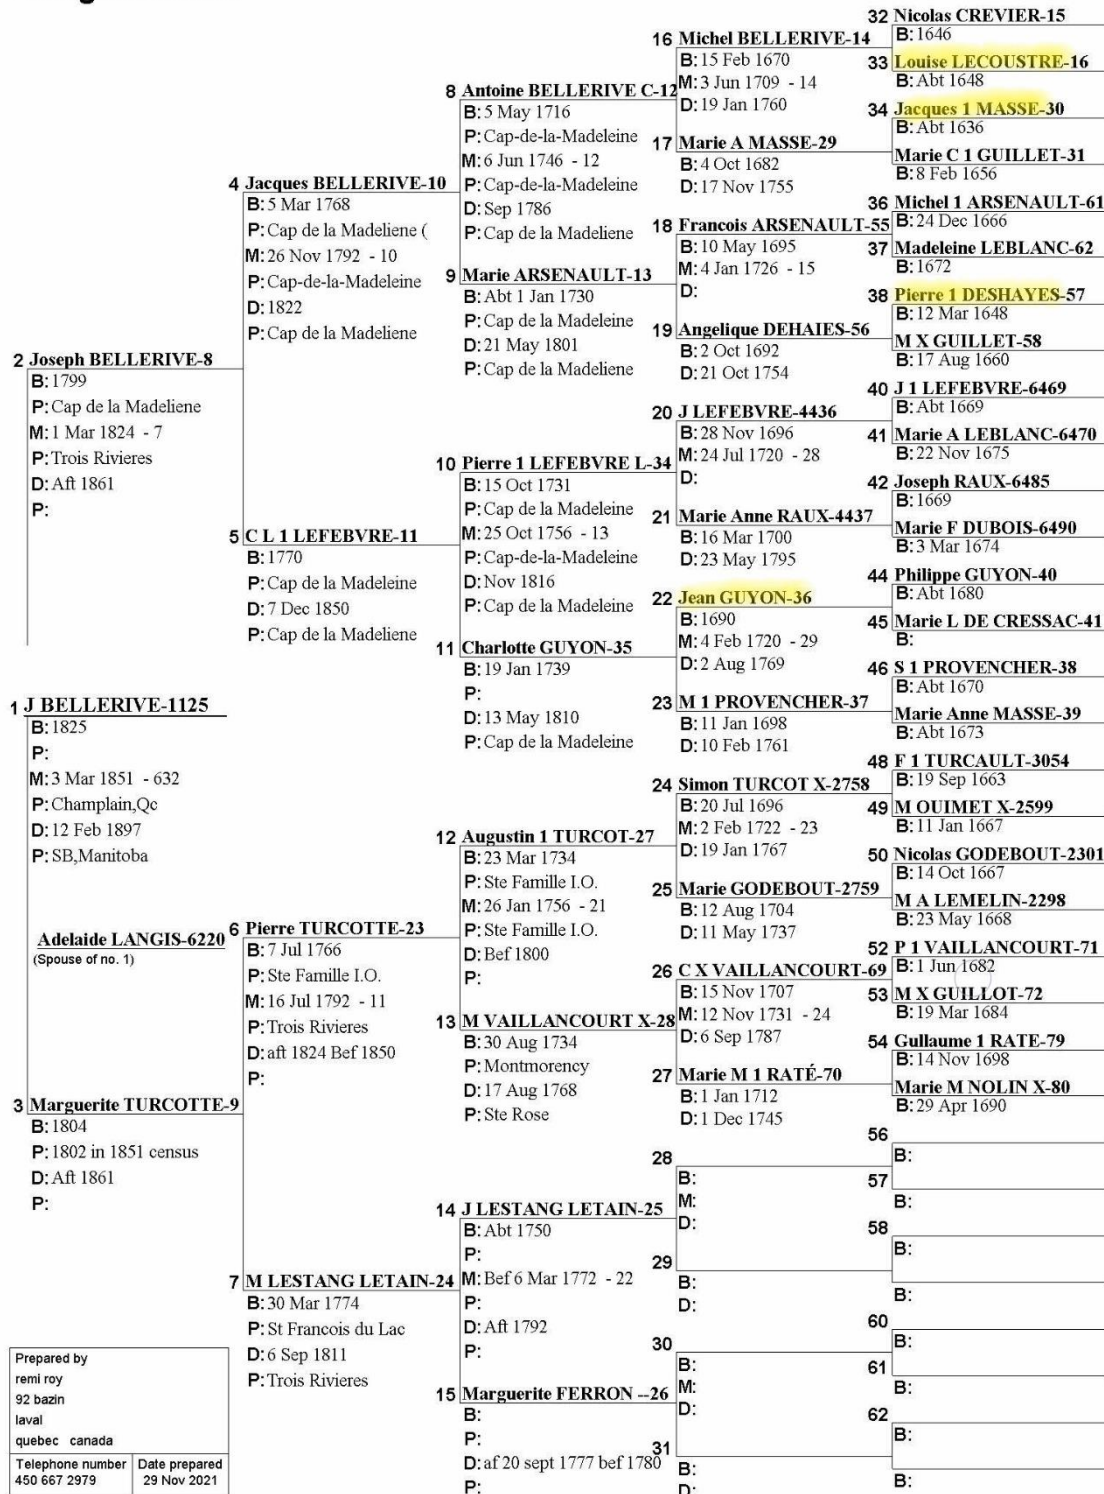 1 J BELLERIVE-1125
B: 1825
P:
M: 3 Mar 1851 - 632
P: Champlain,Qc
D: 12 Feb 1897
P: SB,Manitoba
Adelaide LANGIS-6220
(Spouse of no. 1)
2 Joseph BELLERIVE-8
B: 1799
P: Cap de la Madeliene
M: 1 Mar 1824 - 7
P: Trois Rivieres
D: Aft 1861
P:
3 Marguerite TURCOTTE-9
B: 1804
P: 1802 in 1851 census
D: Aft 1861
P:
4 Jacques BELLERIVE-10
B: 5 Mar 1768
P: Cap de la Madeliene (
M: 26 Nov 1792 - 10
P: Cap-de-la-Madeleine
D: 1822
P: Cap de la Madeliene
5 C L 1 LEFEBVRE-11
B: 1770
P: Cap de la Madeleine
D: 7 Dec 1850
P: Cap de la Madeliene
6 Pierre TURCOTTE-23
B: 7 Jul 1766
P: Ste Famille I.O.
M: 16 Jul 1792 - 11
P: Trois Rivieres
D: aft 1824 Bef 1850
P:
7 M LESTANG LETAIN-24
B: 30 Mar 1774
P: St Francois du Lac
D: 6 Sep 1811
P: Trois Rivieres
8 Antoine BELLERIVE C-12
B: 5 May 1716
P: Cap-de-la-Madeleine
M: 6 Jun 1746 - 12
P: Cap-de-la-Madeleine
D: Sep 1786
P: Cap de la Madeliene
9 Marie ARSENAULT-13
B: Abt 1 Jan 1730
P: Cap de la Madeleine
D: 21 May 1801
P: Cap de la Madeliene
10 Pierre 1 LEFEBVRE L-34
B: 15 Oct 1731
P: Cap de la Madeleine
M: 25 Oct 1756 - 13
P: Cap-de-la-Madeleine
D: Nov 1816
P: Cap de la Madeleine
11 Charlotte GUYON-35
B: 19 Jan 1739
P:
D: 13 May 1810
P: Cap de la Madeleine
12 Augustin 1 TURCOT-27
B: 23 Mar 1734
P: Ste Famille I.O.
M: 26 Jan 1756 - 21
P: Ste Famille I.O.
D: Bef 1800
P:
13 M VAILLANCOURT X-28
B: 30 Aug 1734
P: Montmorency
D: 17 Aug 1768
P: Ste Rose
14 J LESTANG LETAIN-25
B: Abt 1750
P:
M: Bef 6 Mar 1772 - 22
P:
D: Aft 1792
P:
15 Marguerite FERRON --26
B:
P:
D: af 20 sept 1777 bef 1780
P:
16 Michel BELLERIVE-14
B: 15 Feb 1670
M: 3 Jun 1709 - 14
D: 19 Jan 1760
17 Marie A MASSE-29
B: 4 Oct 1682
D: 17 Nov 1755
18 Francois ARSENAULT-55
B: 10 May 1695
M: 4 Jan 1726 - 15
D:
19 Angelique DEHAIES-56
B: 2 Oct 1692
D: 21 Oct 1754
20 J LEFEBVRE-4436
B: 28 Nov 1696
M: 24 Jul 1720 - 28
D:
21 Marie Anne RAUX-4437
B: 16 Mar 1700
D: 23 May 1795
22 Jean GUYON-36
B: 1690
M: 4 Feb 1720 - 29
D: 2 Aug 1769
23 M 1 PROVENCHER-37
B: 11 Jan 1698
D: 10 Feb 1761
24 Simon TURCOT X-2758
B: 20 Jul 1696
M: 2 Feb 1722 - 23
D: 19 Jan 1767
25 Marie GODEBOUT-2759
B: 12 Aug 1704
D: 11 May 1737
26 C X VAILLANCOURT-69
B: 15 Nov 1707
M: 12 Nov 1731 - 24
D: 6 Sep 1787
27 Marie M 1 RATÉ-70
B: 1 Jan 1712
D: 1 Dec 1745
28
B:
M:
D:
29
B:
D:
30
B:
M:
D:
31
B:
D:
32 Nicolas CREVIER-15
B: 1646
33 Louise LECOUSTRE-16
B: Abt 1648
34 Jacques 1 MASSE-30
B: Abt 1636
Marie C 1 GUILLET-31
B: 8 Feb 1656
36 Michel 1 ARSENAULT-61
B: 24 Dec 1666
37 Madeleine LEBLANC-62
B: 1672
38 Pierre 1 DESHAYES-57
B: 12 Mar 1648
M X GUILLET-58
B: 17 Aug 1660
40 J 1 LEFEBVRE-6469
B: Abt 1669
41 Marie A LEBLANC-6470
B: 22 Nov 1675
42 Joseph RAUX-6485
B: 1669
Marie F DUBOIS-6490
B: 3 Mar 1674
44 Philippe GUYON-40
B: Abt 1680
45 Marie L DE CRESSAC-41
B:
46 S 1 PROVENCHER-38
B: Abt 1670
Marie Anne MASSE-39
B: Abt 1673
48 F 1 TURCAULT-3054
B: 19 Sep 1663
49 M OUIMET X-2599
B: 11 Jan 1667
50 Nicolas GODEBOUT-2301
B: 14 Oct 1667
M A LEMELIN-2298
B: 23 May 1668
52 P 1 VAILLANCOURT-71
B: 1 Jun 1682
53 M X GUILLOT-72
B: 19 Mar 1684
54 Gullaume 1 RATE-79
B: 14 Nov 1698
Marie M NOLIN X-80
B: 29 Apr 1690
56
B:
57
B:
58
B:
B:
60
B:
61
B:
62
B:
B:
Prepared by
remi roy
92 bazin
laval
quebec canada
Telephone number
450 667 2979
Date prepared
29 Nov 2021